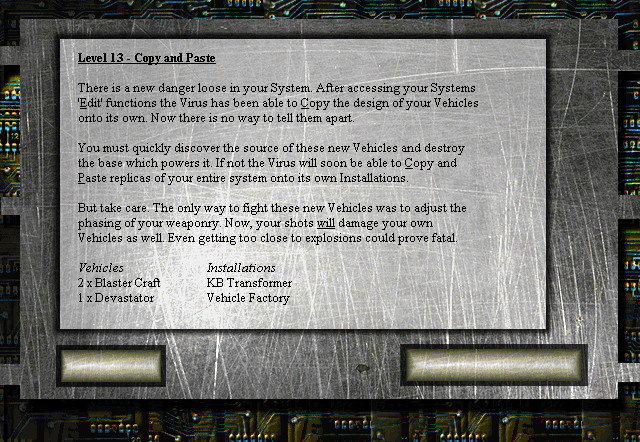 Level 13 - Copy and Paste
There is a new danger loose in your System. After accessing your Systems
'Edit' functions the Virus has been able to Copy the design of your Vehicles
onto its own. Now there is no way to tell them apart.
You must quickly discover the source of these new Vehicles and destroy
the base which powers it. If not the Virus will soon be able to Copy and
Paste replicas of your entire system onto its own Installations.
But take care. The only way to fight these new Vehicles was to adjust the
phasing of your weaponry. Now, your shots will damage your own
Vehicles as well. Even getting too close to explosions could prove fatal.
Vehicles Installations
2 x Blaster Craft KB Transformer
1 x Devastator Vehicle Factory